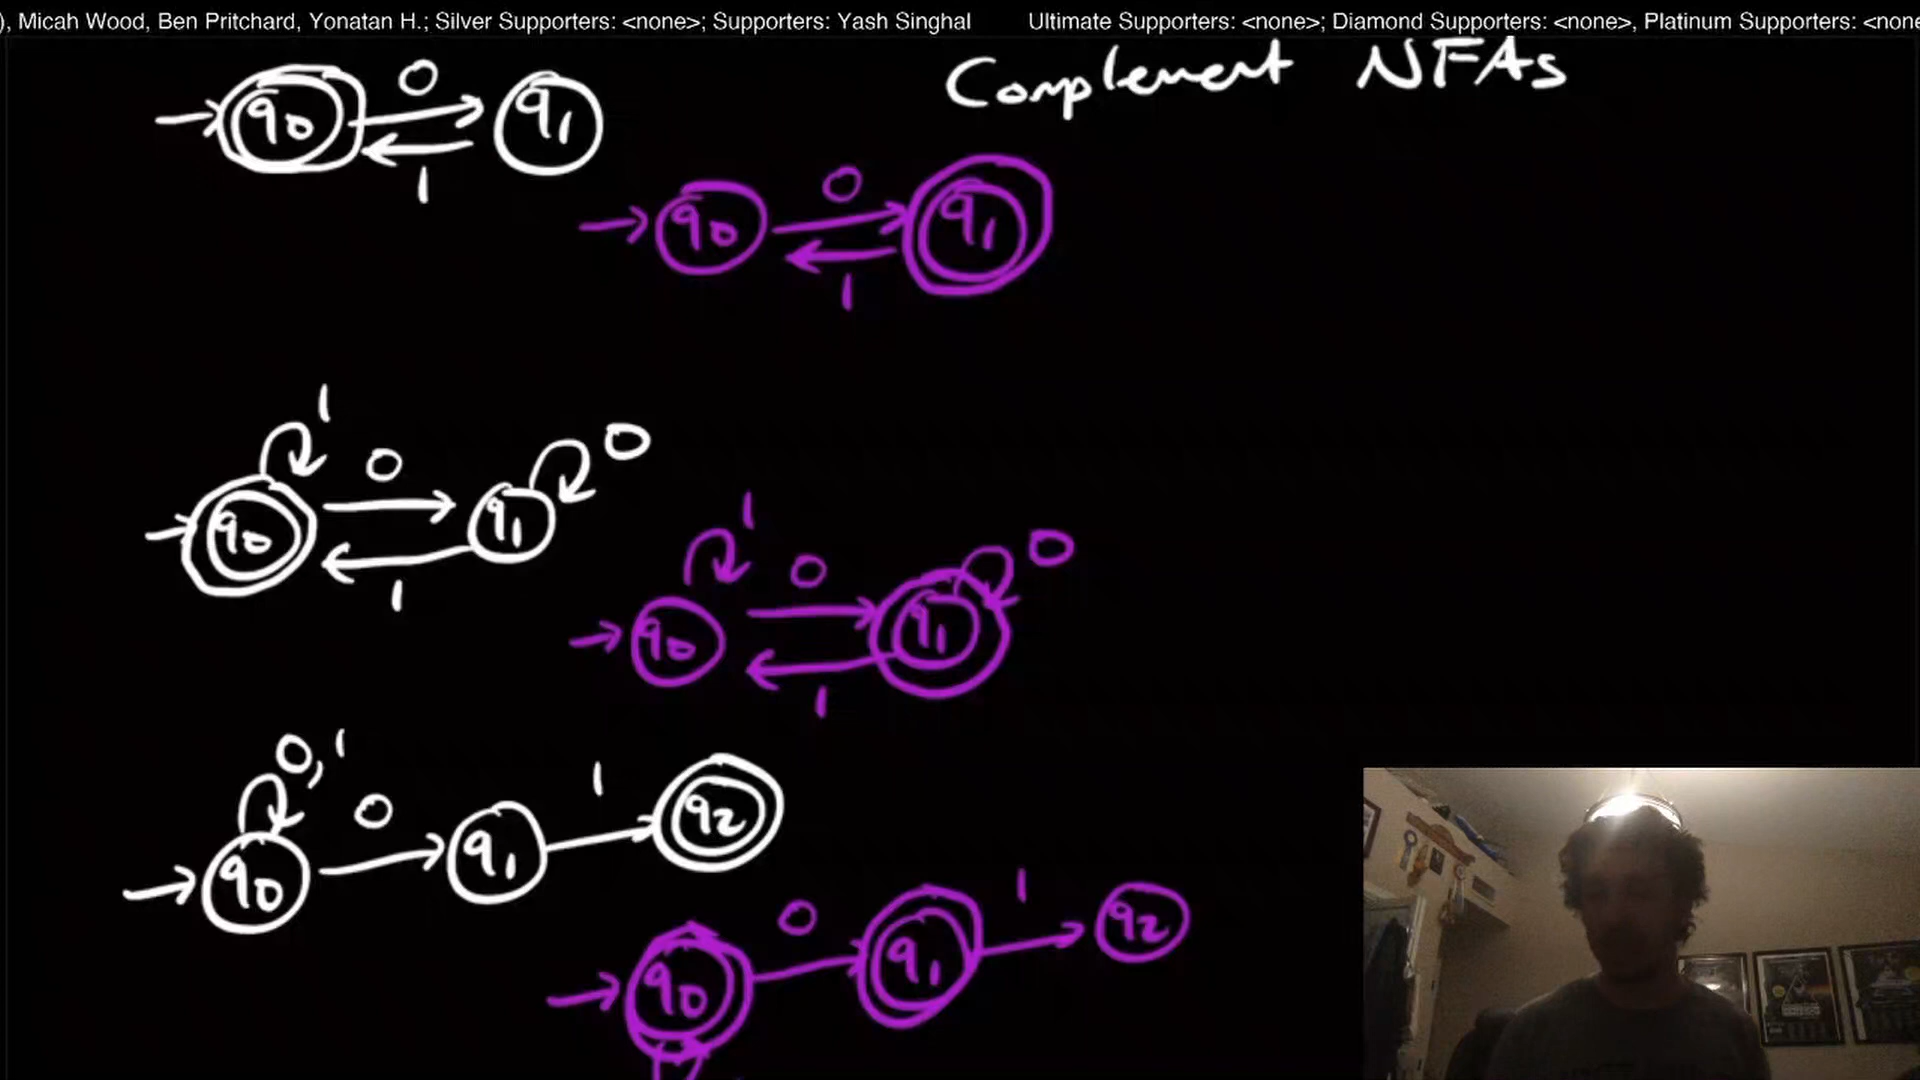 ), Micah Wood, Ben Pritchard, Yonatan H.; Silver Supporters: <none>; Supporters: Yash Singhal Ultimate Supporters: <none>; Diamond Supporters: <none>, Platinum Supporters: <none
Complement NFAs
0
q0 q1
1
0
q0 q1
1
1
0
0
q0 q1
1
1
0
0
q0 q1
1
0,1
0 1
q0 q1 q2
0 1
q0 q1 q2